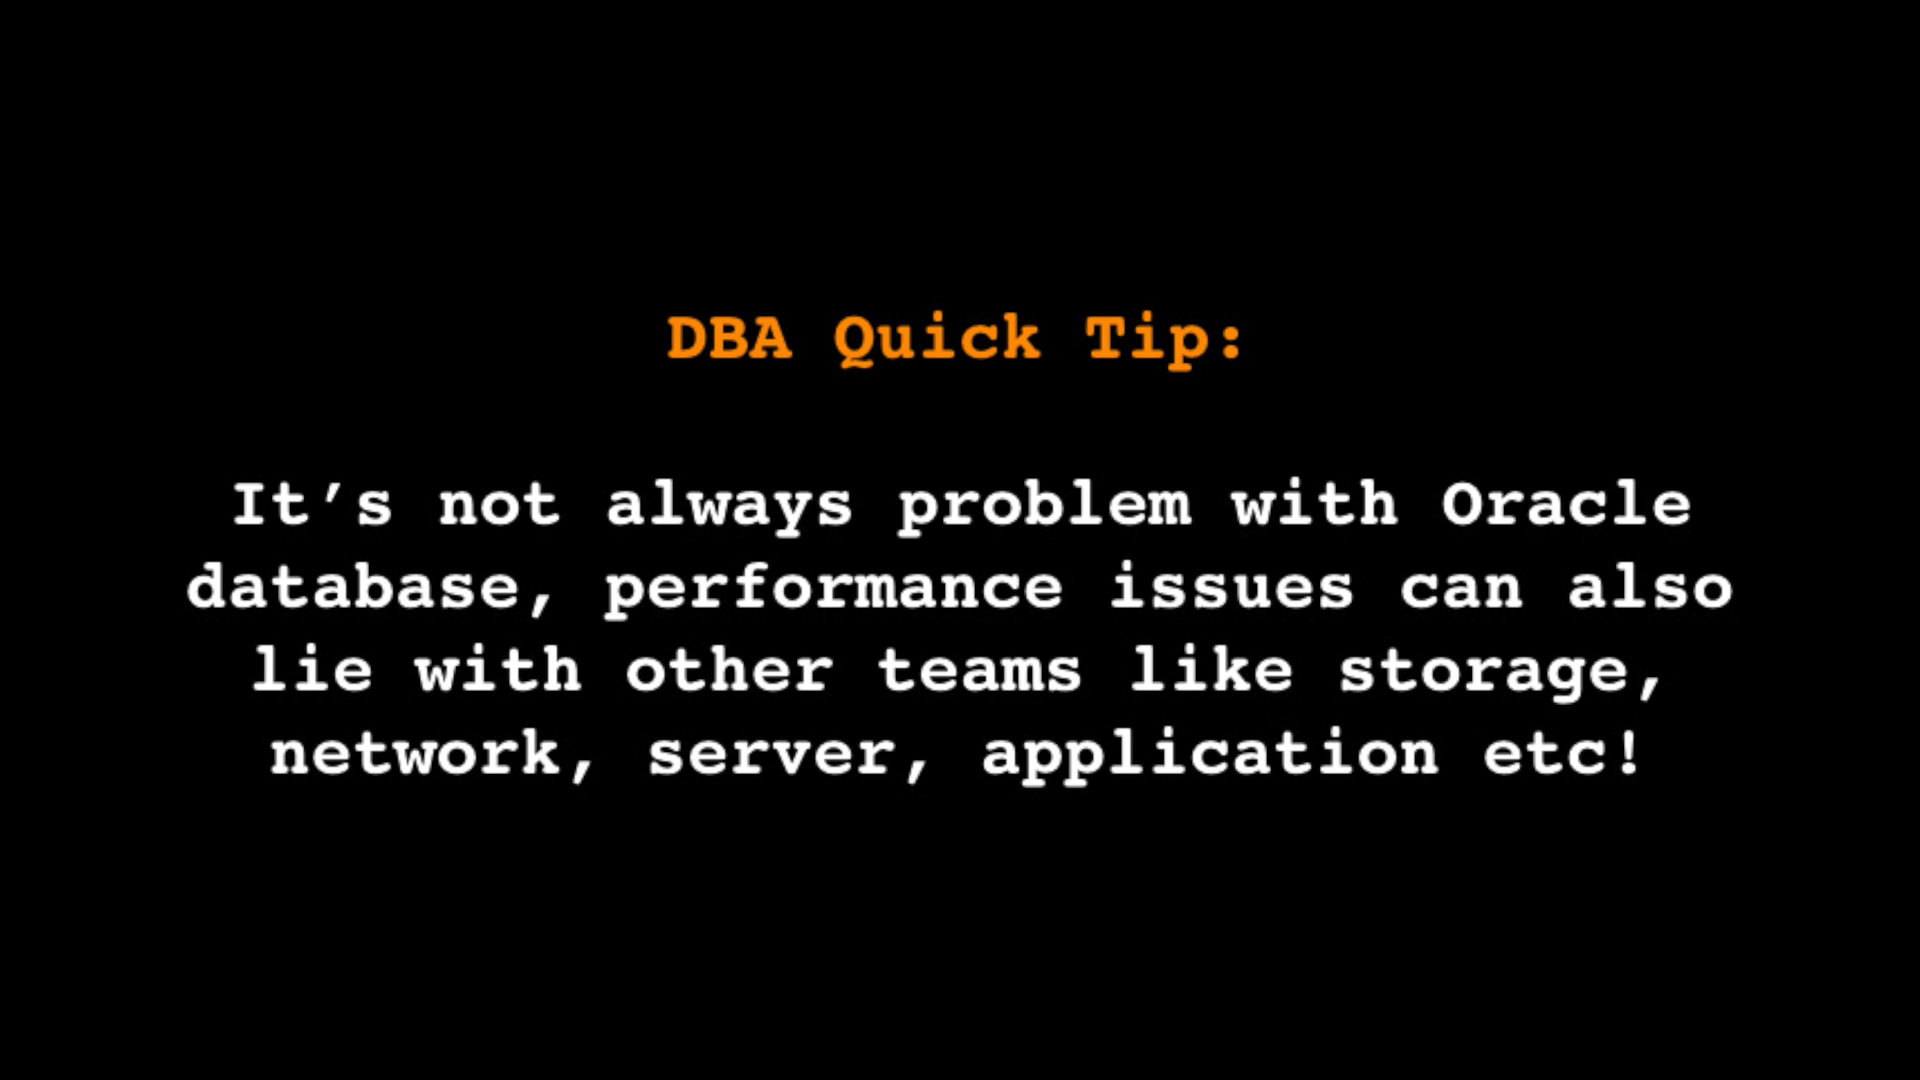 DBA Quick Tip:
It’s not always problem with Oracle
database, performance issues can also
lie with other teams like storage,
network, server, application etc!